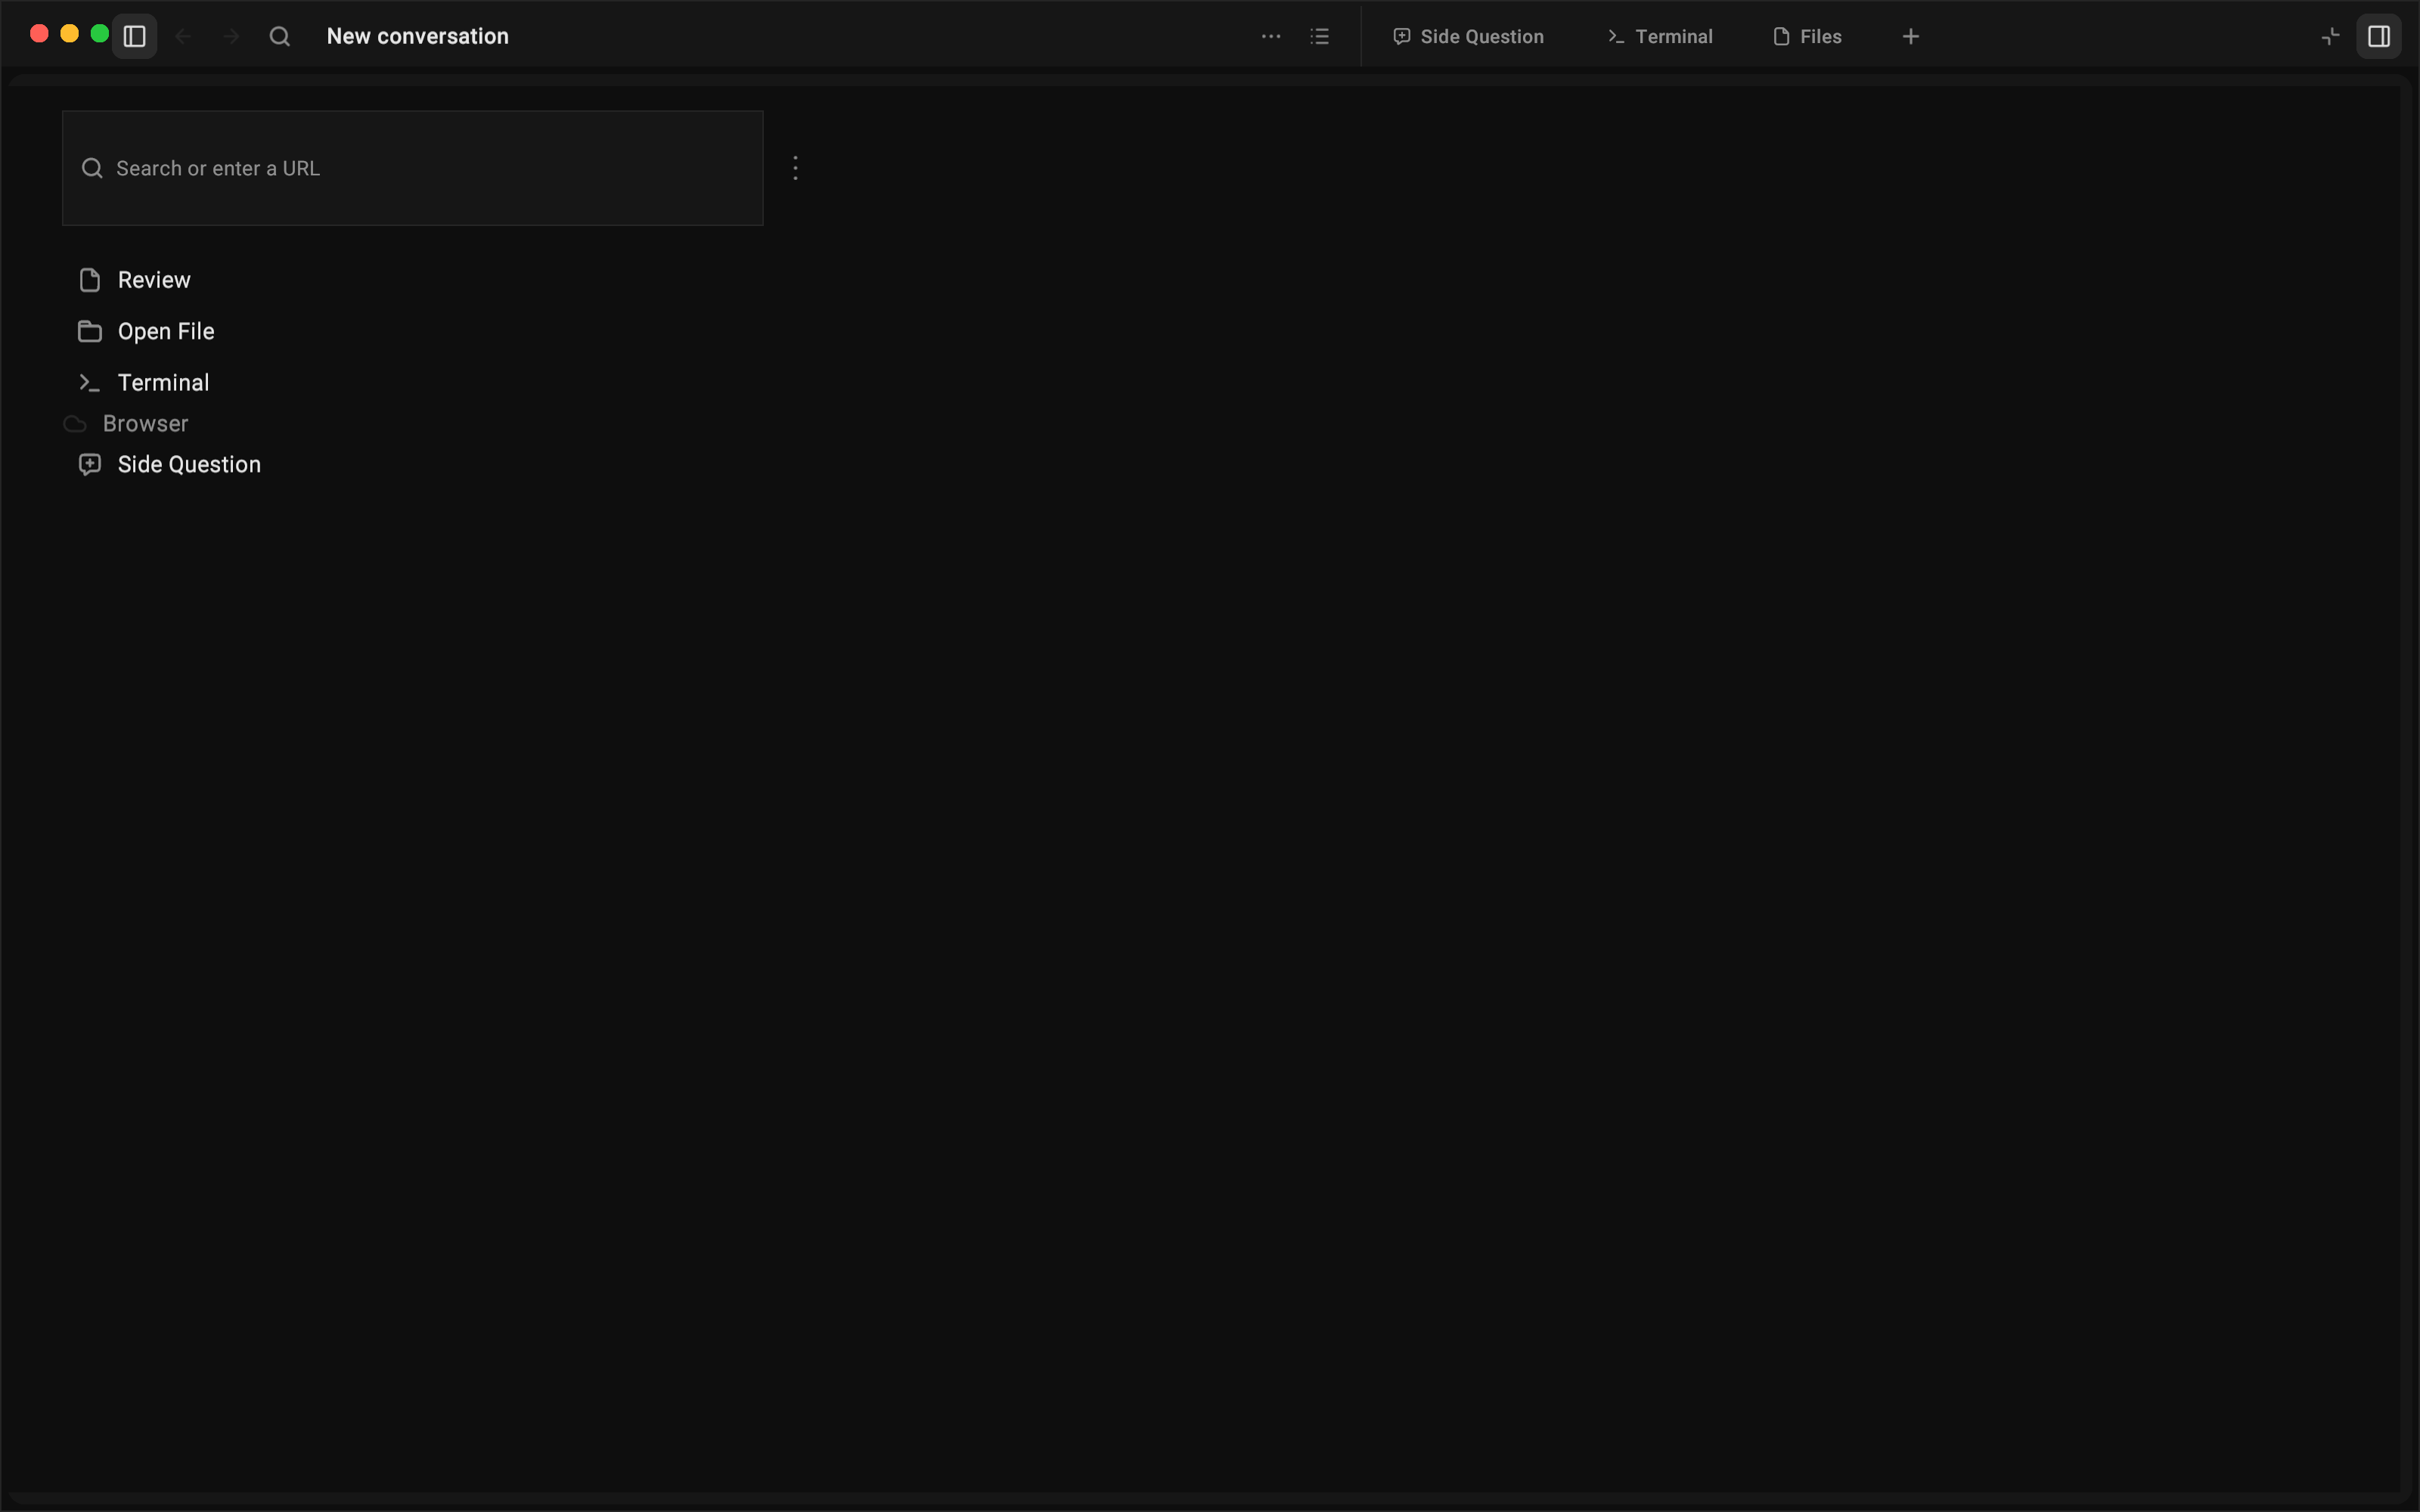 New conversation
Side Question
Terminal
Files
Search or enter a URL
Review
Open File
Terminal
Browser
Side Question